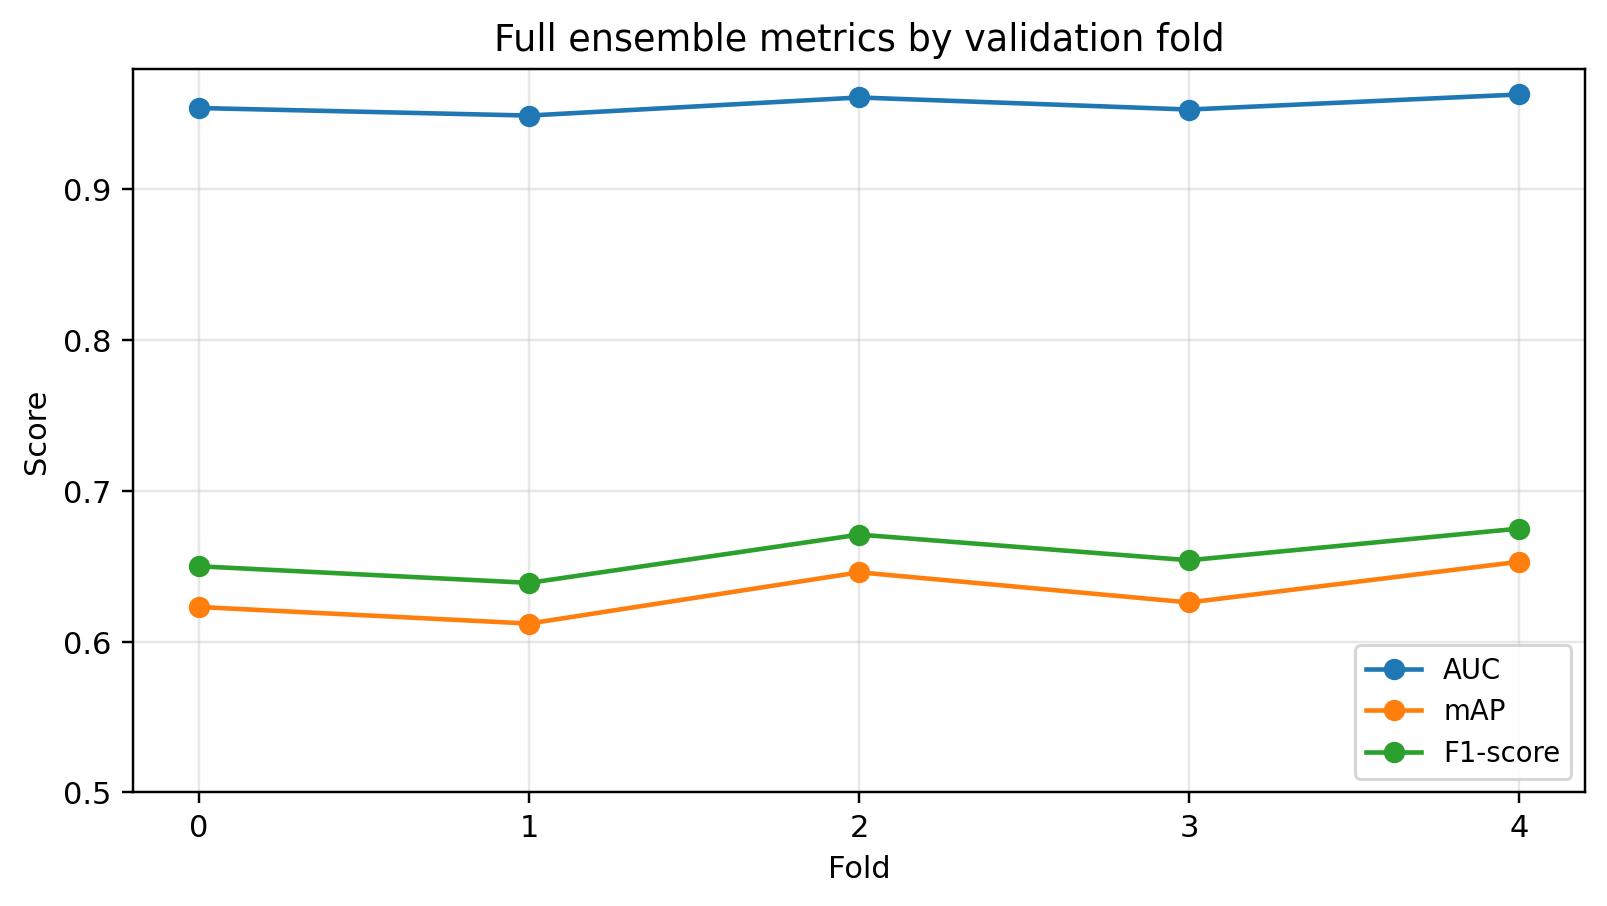 Full ensemble metrics by validation fold
0.9
0.8
0.7
0.6
0.5
Score
0 1 2 3 4
Fold
AUC
mAP
F1-score